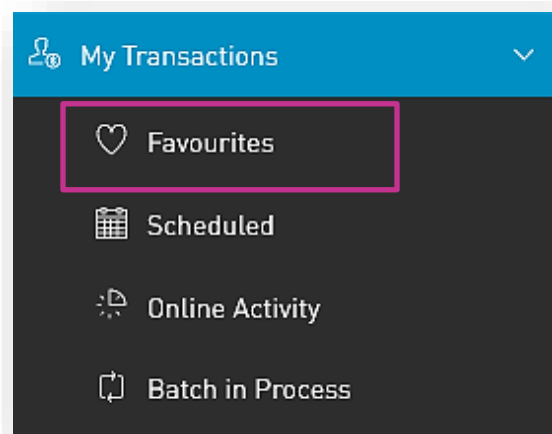 My Transactions
Favourites
Scheduled
Online Activity
Batch in Process